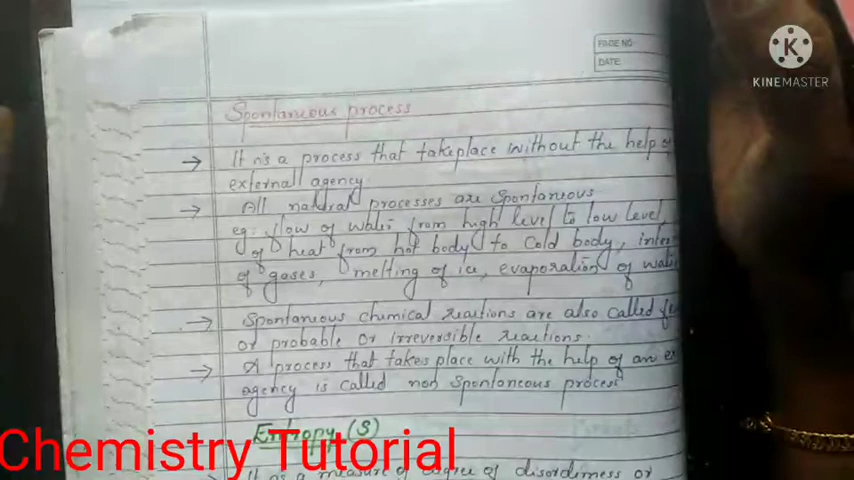 PAGE NO
DATE
K
KINEMASTER
Spontaneous process
→ It is a process that takeplace without the help of
external agency
→ All natural processes are spontaneous
eg: flow of water from high level to low level
of heat from hot body to cold body,
of gases, melting of ice, evaporation of water
→ Spontaneous chemical reactions are also called
or probable or irreversible reactions.
→ A process that takes place with the help of an
agency is called non spontaneous process
Entropy (S)
Chemistry Tutorial
→ It is a measure of degree of disorderness or